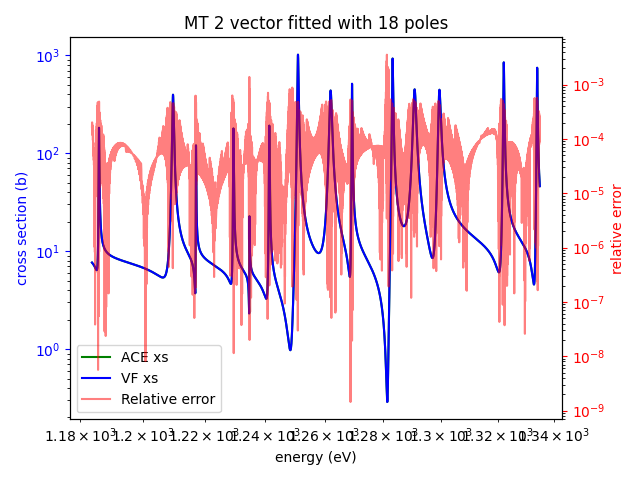 MT 2 vector fitted with 18 poles
cross section (b)
10³
10²
10¹
10⁰
10⁻³
10⁻⁴
10⁻⁵
10⁻⁶
10⁻⁷
10⁻⁸
10⁻⁹
relative error
ACE xs
VF xs
Relative error
1.18 × 10³ 1.2 × 10³ 1.22 × 10³ 1.24 × 10³ 1.26 × 10³ 1.28 × 10³ 1.3 × 10³ 1.32 × 10³ 1.34 × 10³
energy (eV)